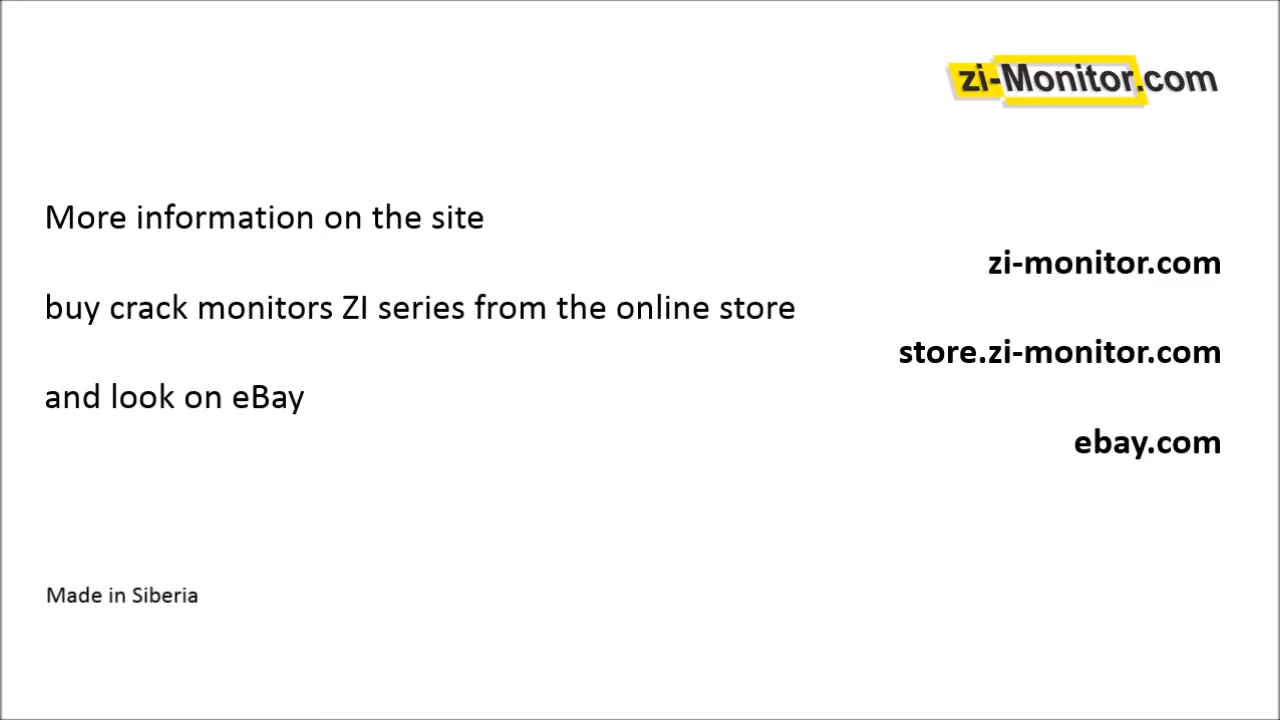 zi-Monitor.com
More information on the site
zi-monitor.com
buy crack monitors ZI series from the online store
store.zi-monitor.com
and look on eBay
ebay.com
Made in Siberia